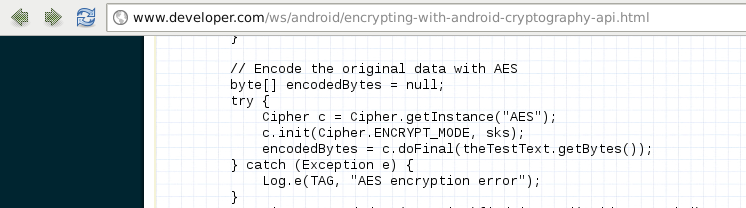 www.developer.com/ws/android/encrypting-with-android-cryptography-api.html
}
// Encode the original data with AES
byte[] encodedBytes = null;
try {
Cipher c = Cipher.getInstance("AES");
c.init(Cipher.ENCRYPT_MODE, sks);
encodedBytes = c.doFinal(theTestText.getBytes());
} catch (Exception e) {
Log.e(TAG, "AES encryption error");
}